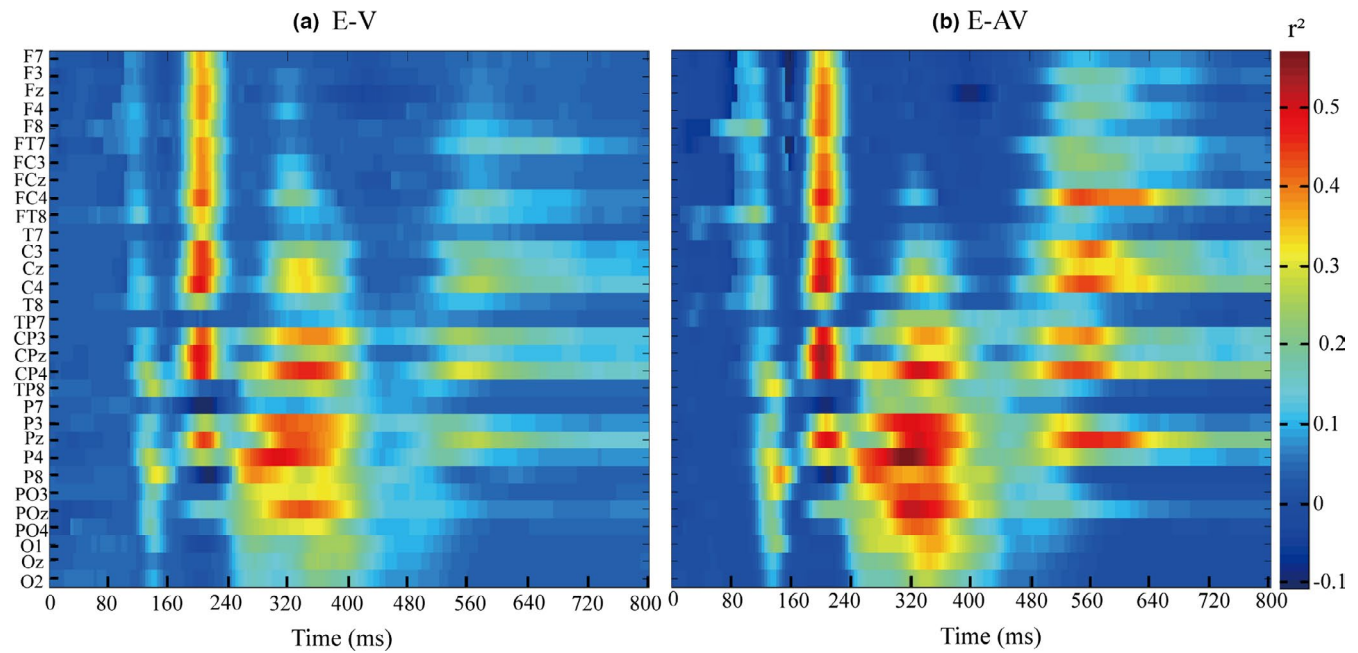 (a) E-V
(b) E-AV
r²
F7
F3
Fz
F4
F8
FT7
FC3
FCz
FC4
FT8
T7
C3
Cz
C4
T8
TP7
CP3
CPz
CP4
TP8
P7
P3
Pz
P4
P8
PO3
POz
PO4
O1
Oz
O2
0 80 160 240 320 400 480 560 640 720 800
Time (ms)
0 80 160 240 320 400 480 560 640 720 800
Time (ms)
0.5
0.4
0.3
0.2
0.1
0
-0.1